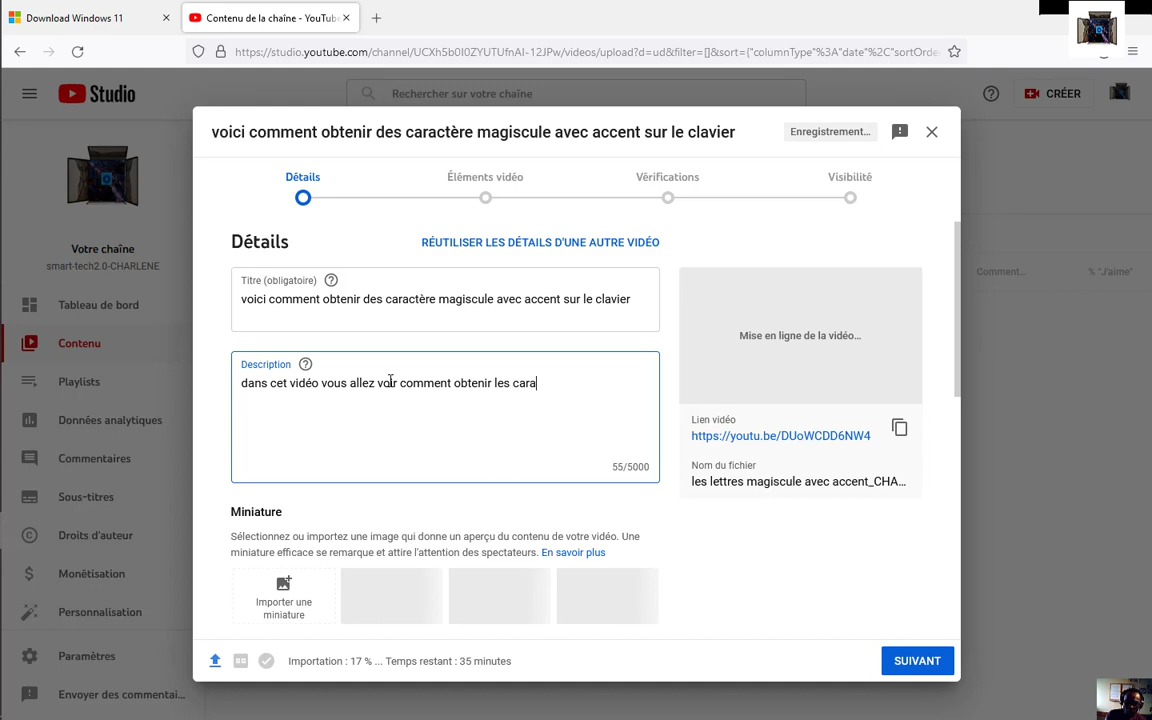 Download Windows 11
Contenu de la chaîne - YouTube
https://studio.youtube.com/channel/UCXh5b0I0ZYUTUfnAI-12JPw/videos/upload?d=ud&filter=[]&sort={"columnType"%3A"date"%2C"sortOrde
Studio
Rechercher sur votre chaîne
CRÉER
voici comment obtenir des caractère magiscule avec accent sur le clavier
Enregistrement...
Détails
Éléments vidéo
Vérifications
Visibilité
Votre chaîne
smart-tech2.0-CHARLENE
Tableau de bord
Contenu
Playlists
Données analytiques
Commentaires
Sous-titres
Droits d'auteur
Monétisation
Personnalisation
Paramètres
Envoyer des commentai...
Détails
RÉUTILISER LES DÉTAILS D'UNE AUTRE VIDÉO
Titre (obligatoire)
voici comment obtenir des caractère magiscule avec accent sur le clavier
Description
dans cet vidéo vous allez voir comment obtenir les cara
55/5000
Mise en ligne de la vidéo...
Lien vidéo
https://youtu.be/DUoWCDD6NW4
Nom du fichier
les lettres magiscule avec accent_CHA...
Comment...
% "J'aime"
Miniature
Sélectionnez ou importez une image qui donne un aperçu du contenu de votre vidéo. Une
miniature efficace se remarque et attire l'attention des spectateurs. En savoir plus
Importer une
miniature
Importation : 17 % ... Temps restant : 35 minutes
SUIVANT